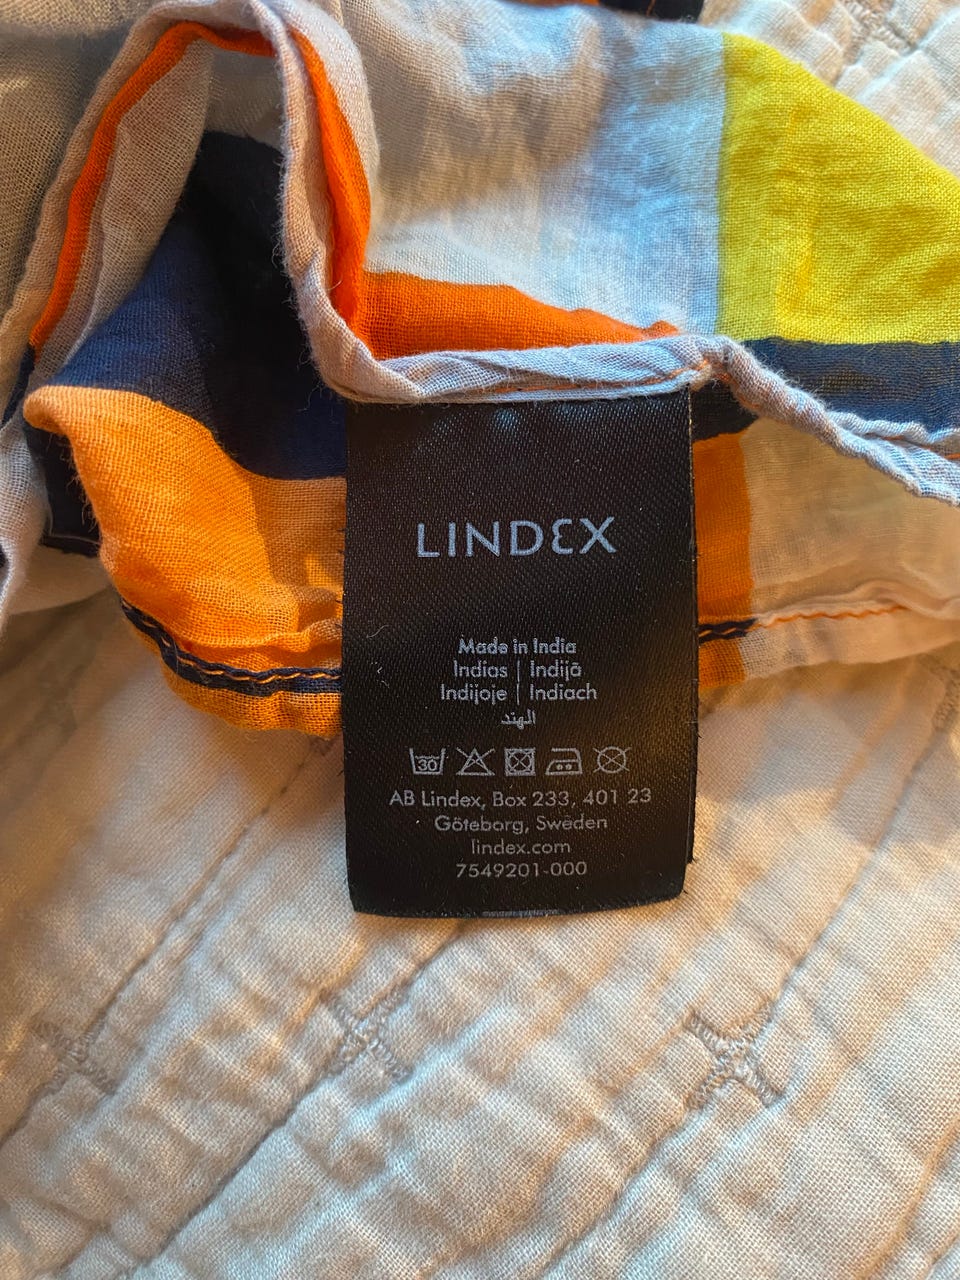 LINDEX
Made in India
Indias | Indijā
Indijoje | Indiach
الهند
30
AB Lindex, Box 233, 401 23
Göteborg, Sweden
lindex.com
7549201-000